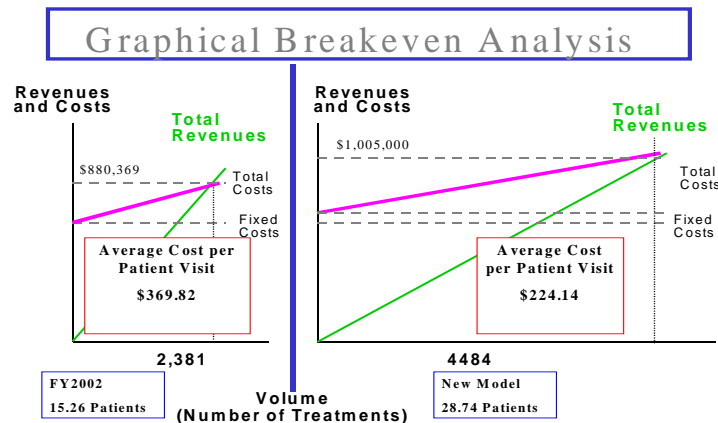 Graphical Breakeven Analysis
Revenues
and Costs
Total
Revenues
$880,369
Total
Costs
Fixed
Costs
Average Cost per
Patient Visit
$369.82
2,381
FY2002
15.26 Patients
Revenues
and Costs
Total
Revenues
$1,005,000
Total
Costs
Fixed
Costs
Average Cost
per Patient Visit
$224.14
4484
New Model
28.74 Patients
Volume
(Number of Treatments)